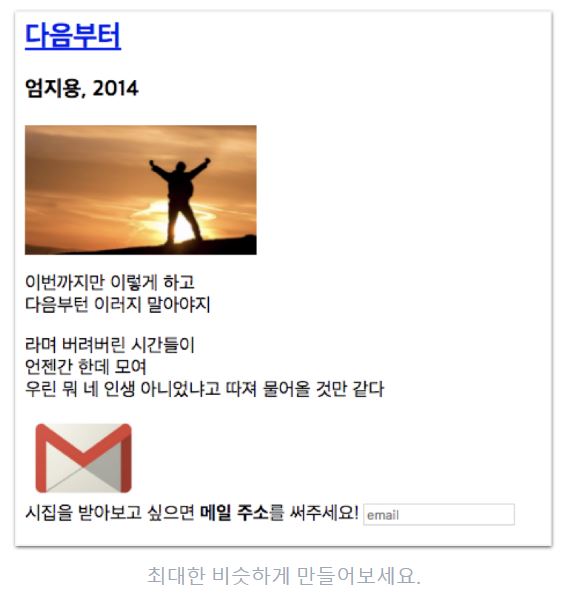 다음부터
엄지용, 2014
이번까지만 이렇게 하고
다음부턴 이러지 말아야지
라며 버려버린 시간들이
언젠간 한데 모여
우린 뭐 네 인생 아니었냐고 따져 물어올 것만 같다
시집을 받아보고 싶으면 메일 주소를 써주세요! email
최대한 비슷하게 만들어보세요.